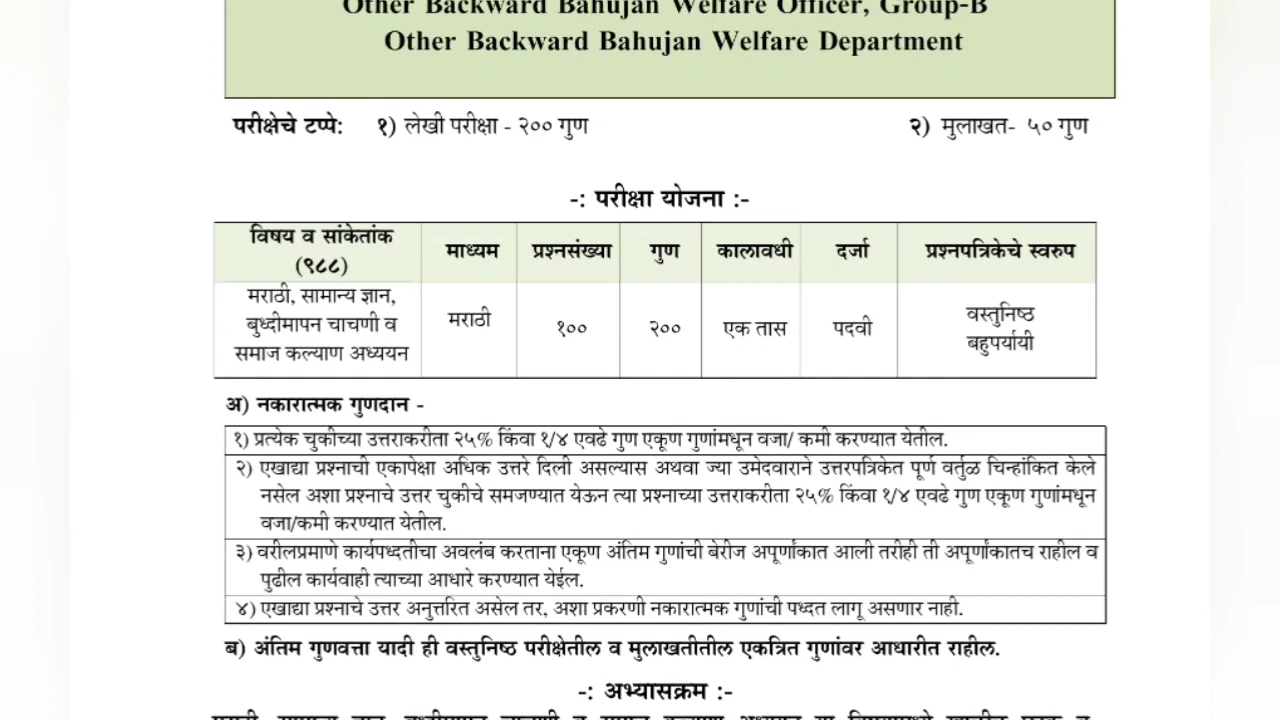 Other Backward Bahujan Welfare Officer, Group-B
Other Backward Bahujan Welfare Department
परीक्षेचे टप्पे: १) लेखी परीक्षा - २०० गुण २) मुलाखत- ५० गुण
-: परीक्षा योजना :-
विषय व सांकेतांक (९८८) माध्यम प्रश्नसंख्या गुण कालावधी दर्जा प्रश्नपत्रिकेचे स्वरुप
मराठी, सामान्य ज्ञान,
बुध्दीमापन चाचणी व
समाज कल्याण अध्ययन
मराठी १०० २०० एक तास पदवी
वस्तुनिष्ठ
बहुपर्यायी
अ) नकारात्मक गुणदान -
१) प्रत्येक चुकीच्या उत्तराकरीता २५% किंवा १/४ एवढे गुण एकूण गुणांमधून वजा/ कमी करण्यात येतील.
२) एखाद्या प्रश्नाची एकापेक्षा अधिक उत्तरे दिली असल्यास अथवा ज्या उमेदवाराने उत्तरपत्रिकेत पूर्ण वर्तुळ चिन्हांकित केले
नसेल अशा प्रश्नाचे उत्तर चुकीचे समजण्यात येऊन त्या प्रश्नाच्या उत्तराकरीता २५% किंवा १/४ एवढे गुण एकूण गुणांमधून
वजा/कमी करण्यात येतील.
३) वरीलप्रमाणे कार्यपध्दतीचा अवलंब करताना एकूण अंतिम गुणांची बेरीज अपूर्णांकात आली तरीही ती अपूर्णांकातच राहील व
पुढील कार्यवाही त्याच्या आधारे करण्यात येईल.
४) एखाद्या प्रश्नाचे उत्तर अनुत्तरित असेल तर, अशा प्रकरणी नकारात्मक गुणांची पध्दत लागू असणार नाही.
ब) अंतिम गुणवत्ता यादी ही वस्तुनिष्ठ परीक्षेतील व मुलाखतीतील एकत्रित गुणांवर आधारीत राहील.
-: अभ्यासक्रम :-